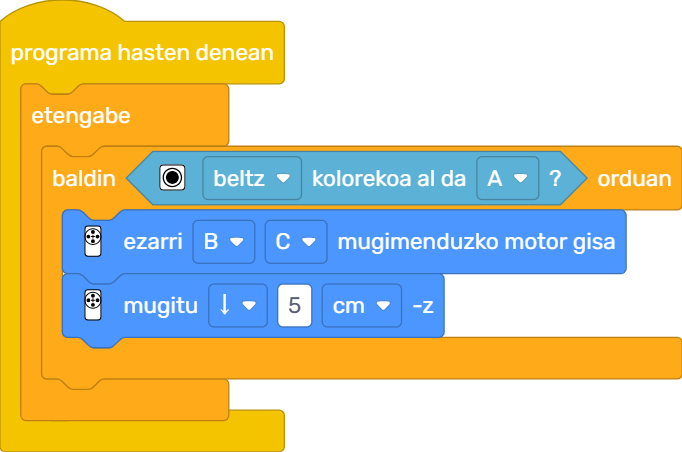 programa hasten denean
etengabe
baldin beltz kolorekoa al da A ? orduan
ezarri B C mugimenduzko motor gisa
mugitu ↓ 5 cm -z